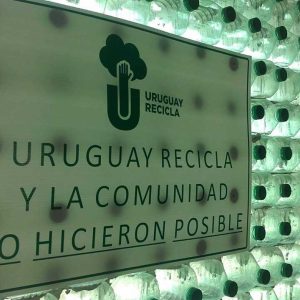 URUGUAY
RECICLA
URUGUAY RECICLA
Y LA COMUNIDAD
O HICIERON POSIBLE